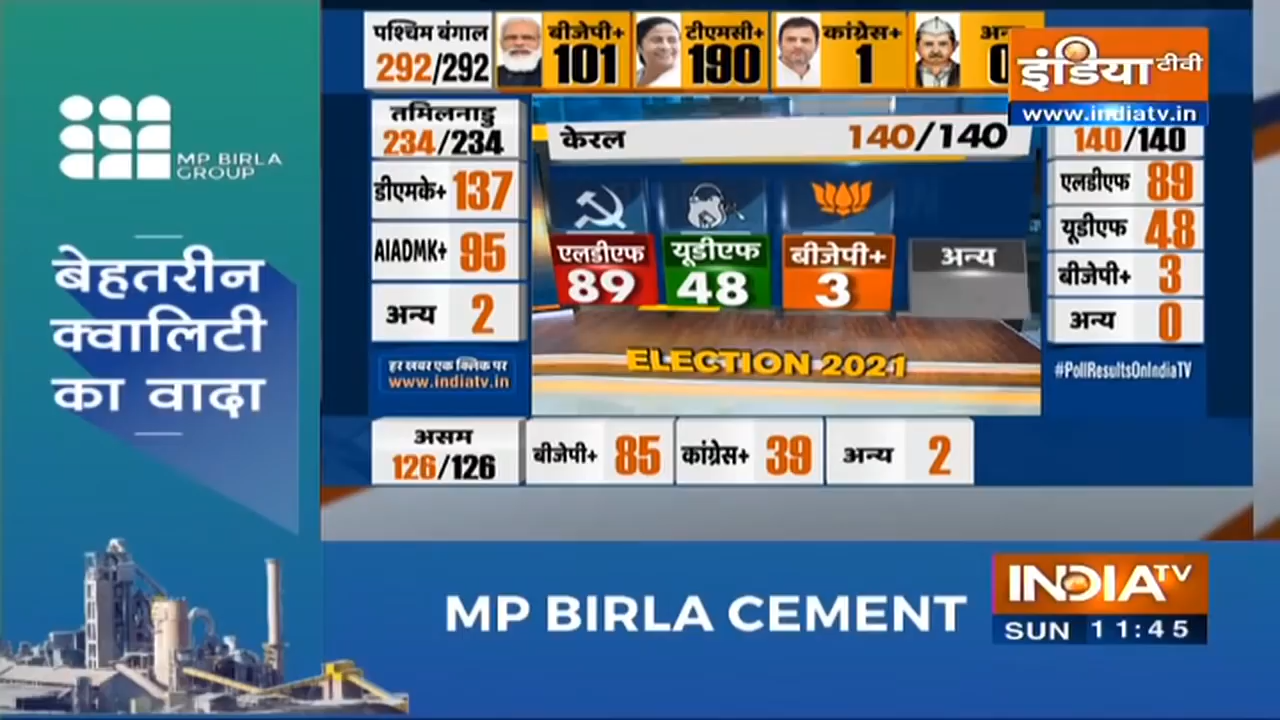 पश्चिम बंगाल
292/292
बीजेपी+
101
टीएमसी+
190
कांग्रेस+
1
इंडिया टीवी
www.indiatv.in
तमिलनाडु
234/234
डीएमके+ 137
AIADMK+ 95
अन्य 2
हर खबर एक क्लिक पर
www.indiatv.in
केरल 140/140
एलडीएफ
89
यूडीएफ
48
बीजेपी+
3
अन्य
ELECTION 2021
140/140
एलडीएफ 89
यूडीएफ 48
बीजेपी+ 3
अन्य 0
#PollResultsOnIndiaTV
असम
126/126
बीजेपी+ 85
कांग्रेस+ 39
अन्य 2
MP BIRLA
GROUP
बेहतरीन
क्वालिटी
का वादा
MP BIRLA CEMENT
INDIA TV
SUN 11:45